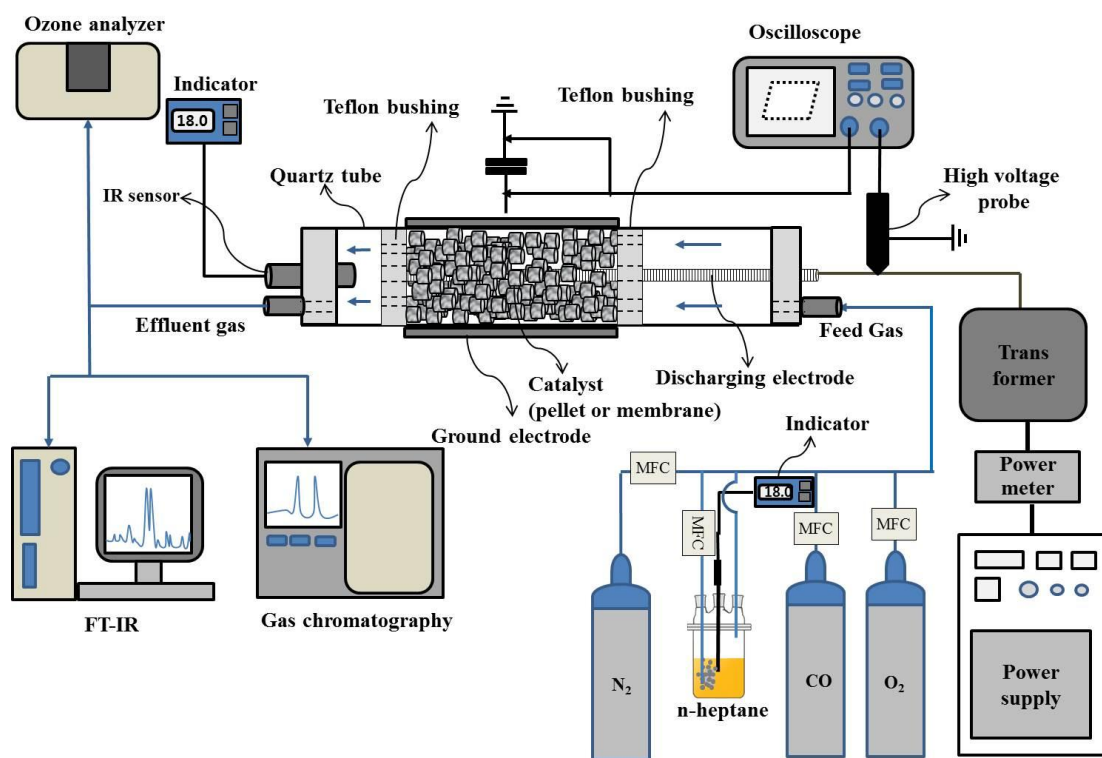 Ozone analyzer
Indicator
18.0
IR sensor
Quartz tube
Teflon bushing
Teflon bushing
Oscilloscope
High voltage
probe
Effluent gas
Feed Gas
Catalyst
(pellet or membrane)
Discharging electrode
Ground electrode
Trans
former
Indicator
18.0
Power
meter
MFC
MFC
MFC
MFC
FT-IR
Gas chromatography
N₂
n-heptane
CO
O₂
Power
supply